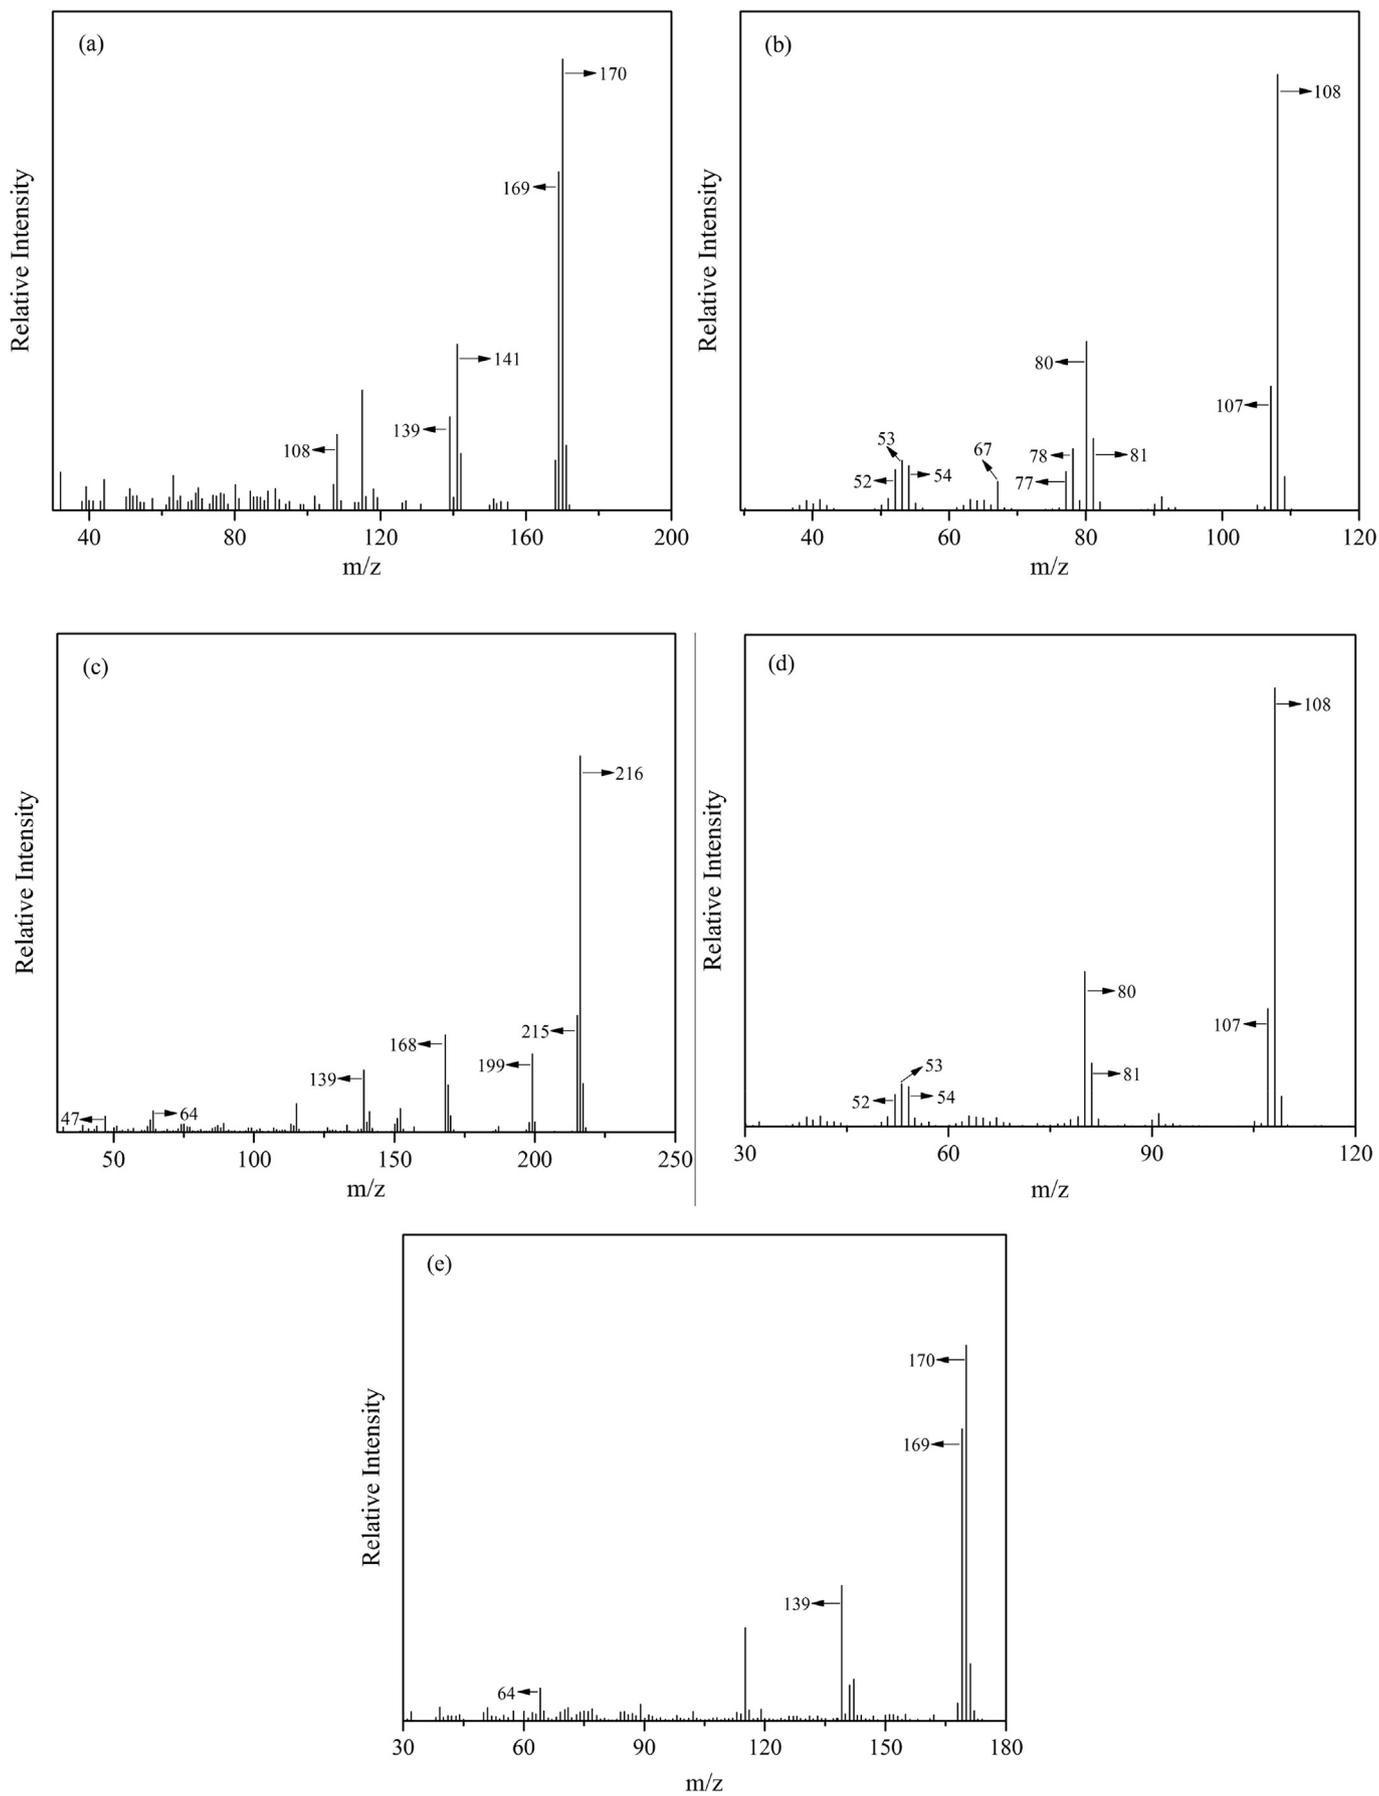 (a)
170
169
141
139
108
Relative Intensity
40 80 120 160 200
m/z
(b)
108
80
107
53
67
78
81
52
54
77
Relative Intensity
40 60 80 100 120
m/z
(c)
216
215
168
199
139
47
64
Relative Intensity
50 100 150 200 250
m/z
(d)
108
80
107
53
81
52
54
Relative Intensity
30 60 90 120
m/z
(e)
170
169
139
64
Relative Intensity
30 60 90 120 150 180
m/z